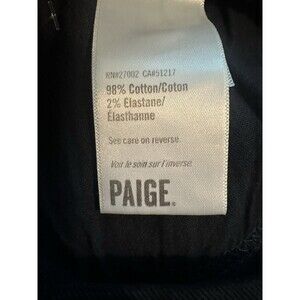 RN#27002 CA#51217
98% Cotton/Coton
2% Elastane/
Élasthanne
See care on reverse.
Voir le soin sur l'inverse.
PAIGE.